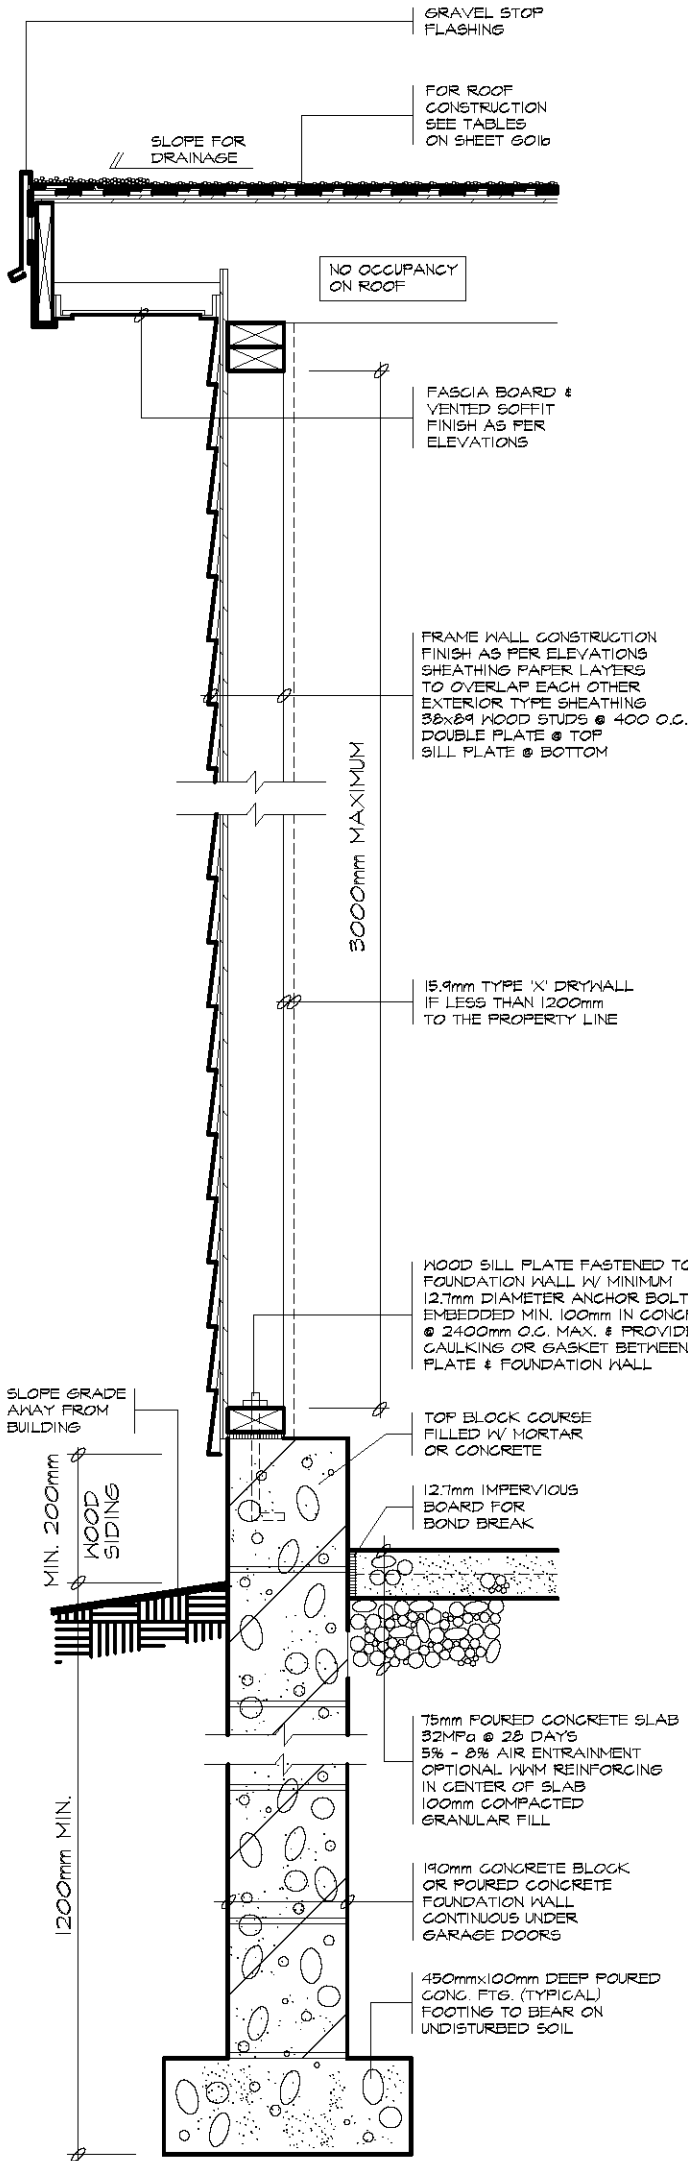 GRAVEL STOP
FLASHING
FOR ROOF
CONSTRUCTION
SEE TABLES
ON SHEET G016
SLOPE FOR
DRAINAGE
NO OCCUPANCY
ON ROOF
FASCIA BOARD &
VENTED SOFFIT
FINISH AS PER
ELEVATIONS
FRAME WALL CONSTRUCTION
FINISH AS PER ELEVATIONS
SHEATHING PAPER LAYERS
TO OVERLAP EACH OTHER
EXTERIOR TYPE SHEATHING
38x89 WOOD STUDS @ 400 O.C.
DOUBLE PLATE @ TOP
SILL PLATE @ BOTTOM
3000mm MAXIMUM
15.9mm TYPE 'X' DRYWALL
IF LESS THAN 1200mm
TO THE PROPERTY LINE
WOOD SILL PLATE FASTENED TO
FOUNDATION WALL W/ MINIMUM
12.7mm DIAMETER ANCHOR BOLT
EMBEDDED MIN. 100mm IN CONC
@ 2400mm O.C. MAX. & PROVIDE
CAULKING OR GASKET BETWEEN
PLATE & FOUNDATION WALL
SLOPE GRADE
AWAY FROM
BUILDING
TOP BLOCK COURSE
FILLED W/ MORTAR
OR CONCRETE
MIN. 200mm
WOOD
SIDING
12.7mm IMPERVIOUS
BOARD FOR
BOND BREAK
75mm POURED CONCRETE SLAB
32MPa @ 28 DAYS
5% - 8% AIR ENTRAINMENT
OPTIONAL WWM REINFORCING
IN CENTER OF SLAB
100mm COMPACTED
GRANULAR FILL
1200mm MIN.
190mm CONCRETE BLOCK
OR POURED CONCRETE
FOUNDATION WALL
CONTINUOUS UNDER
GARAGE DOORS
450mmx100mm DEEP POURED
CONC. FTG. (TYPICAL)
FOOTING TO BEAR ON
UNDISTURBED SOIL